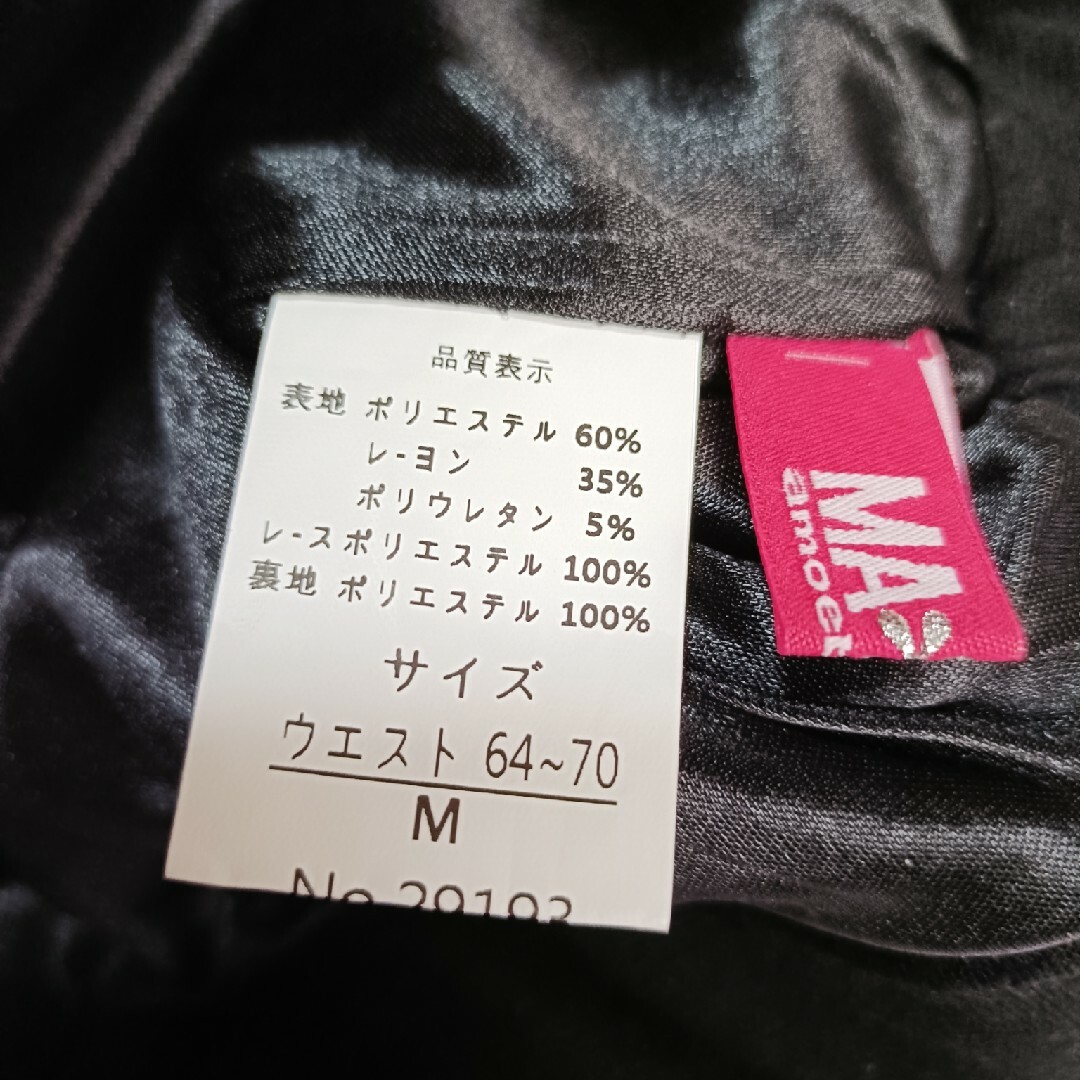 品質表示
表地 ポリエステル 60%
レ-ヨン 35%
ポリウレタン 5%
レ-スポリエステル 100%
裏地 ポリエステル 100%
サイズ
ウエスト 64~70
M
No.
MA
amoe